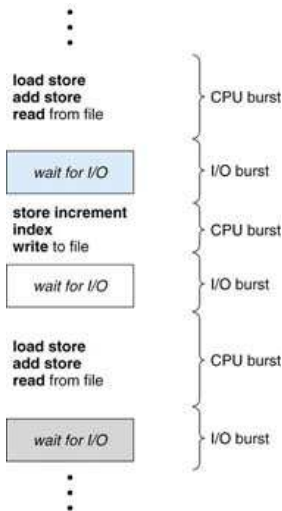 load store
add store
read from file
CPU burst
wait for I/O
I/O burst
store increment
index
write to file
CPU burst
wait for I/O
I/O burst
load store
add store
read from file
CPU burst
wait for I/O
I/O burst